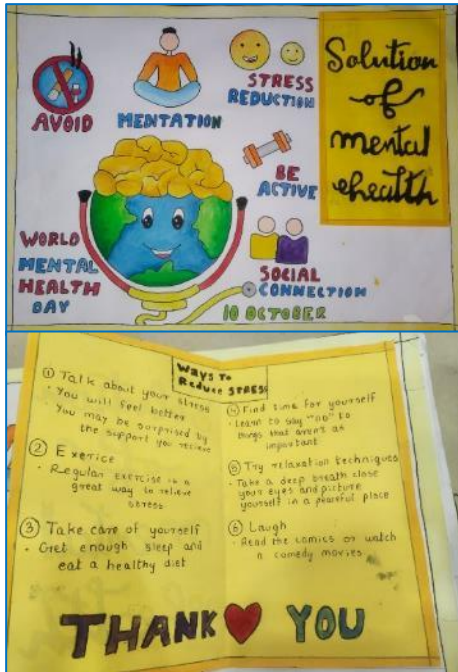 Solution
of
mental
ehealth
AVOID
MENTATION
STRESS
REDUCTION
BE
ACTIVE
WORLD
MENTAL
HEALTH
DAY
SOCIAL
CONNECTION
10 OCTOBER
Ways To
Reduce STRESS
① Talk about your stress
• You will feel better
• You may be surprised by
the support you recieve
② Exerice
• Regular exercise is a
great way to relieve
stress
③ Take care of yourself
• Get enough sleep and
eat a healthy diet
④ Find time for yourself
• Learn to say "no" to
things that aren't as
important
⑤ Try relaxation techniques
• Take a deep breath close
your eyes and picture
yourself in a peaceful place
⑥ Laugh
• Read the comics or watch
a comedy movies
THANK YOU